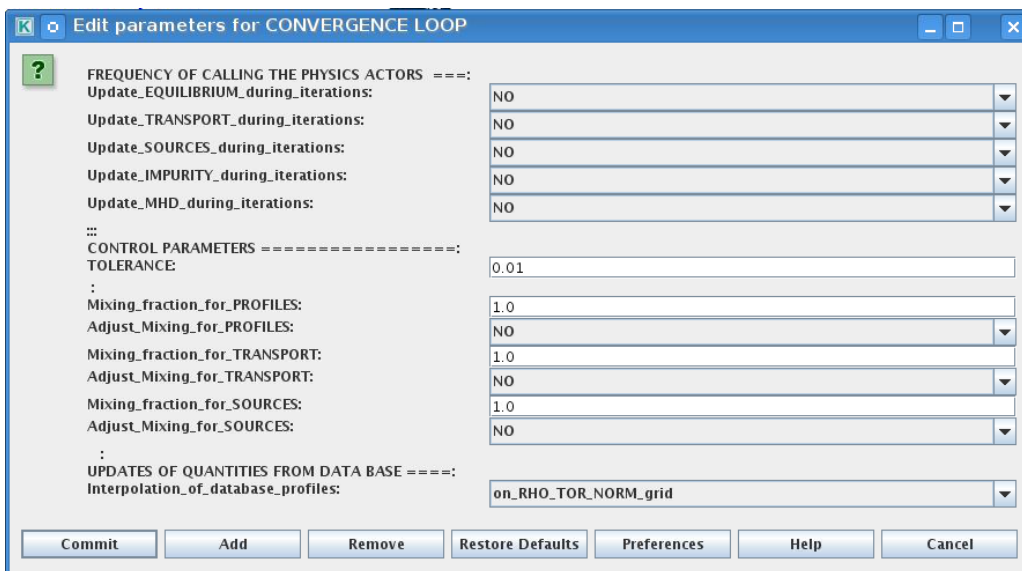 Edit parameters for CONVERGENCE LOOP
?
FREQUENCY OF CALLING THE PHYSICS ACTORS ===:
Update_EQUILIBRIUM_during_iterations: NO
Update_TRANSPORT_during_iterations: NO
Update_SOURCES_during_iterations: NO
Update_IMPURITY_during_iterations: NO
Update_MHD_during_iterations: NO
:::
CONTROL PARAMETERS =================:
TOLERANCE: 0.01
:
Mixing_fraction_for_PROFILES: 1.0
Adjust_Mixing_for_PROFILES: NO
Mixing_fraction_for_TRANSPORT: 1.0
Adjust_Mixing_for_TRANSPORT: NO
Mixing_fraction_for_SOURCES: 1.0
Adjust_Mixing_for_SOURCES: NO
:
UPDATES OF QUANTITIES FROM DATA BASE ====:
Interpolation_of_database_profiles: on_RHO_TOR_NORM_grid
Commit Add Remove Restore Defaults Preferences Help Cancel